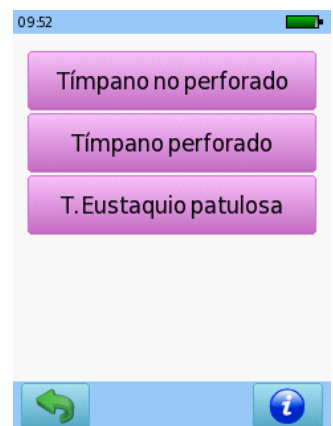 09:52
Tímpano no perforado
Tímpano perforado
T.Eustaquio patulosa
i